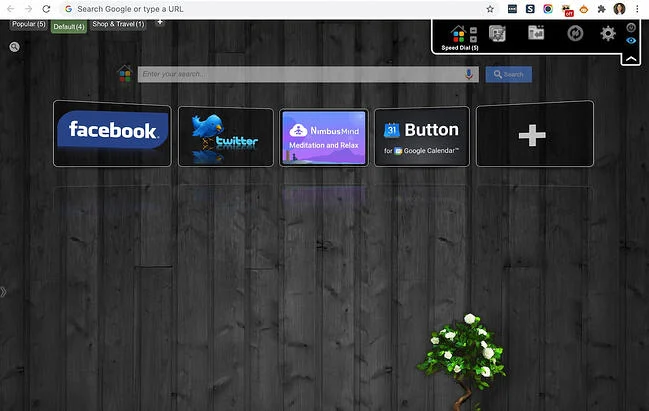 Search Google or type a URL
off
Popular (5)
Default (4)
Shop & Travel (1)
Speed Dial (5)
Enter your search...
Search
facebook.
twitter
NimbusMind
Meditation and Relax
31
Button
for Google Calendar™